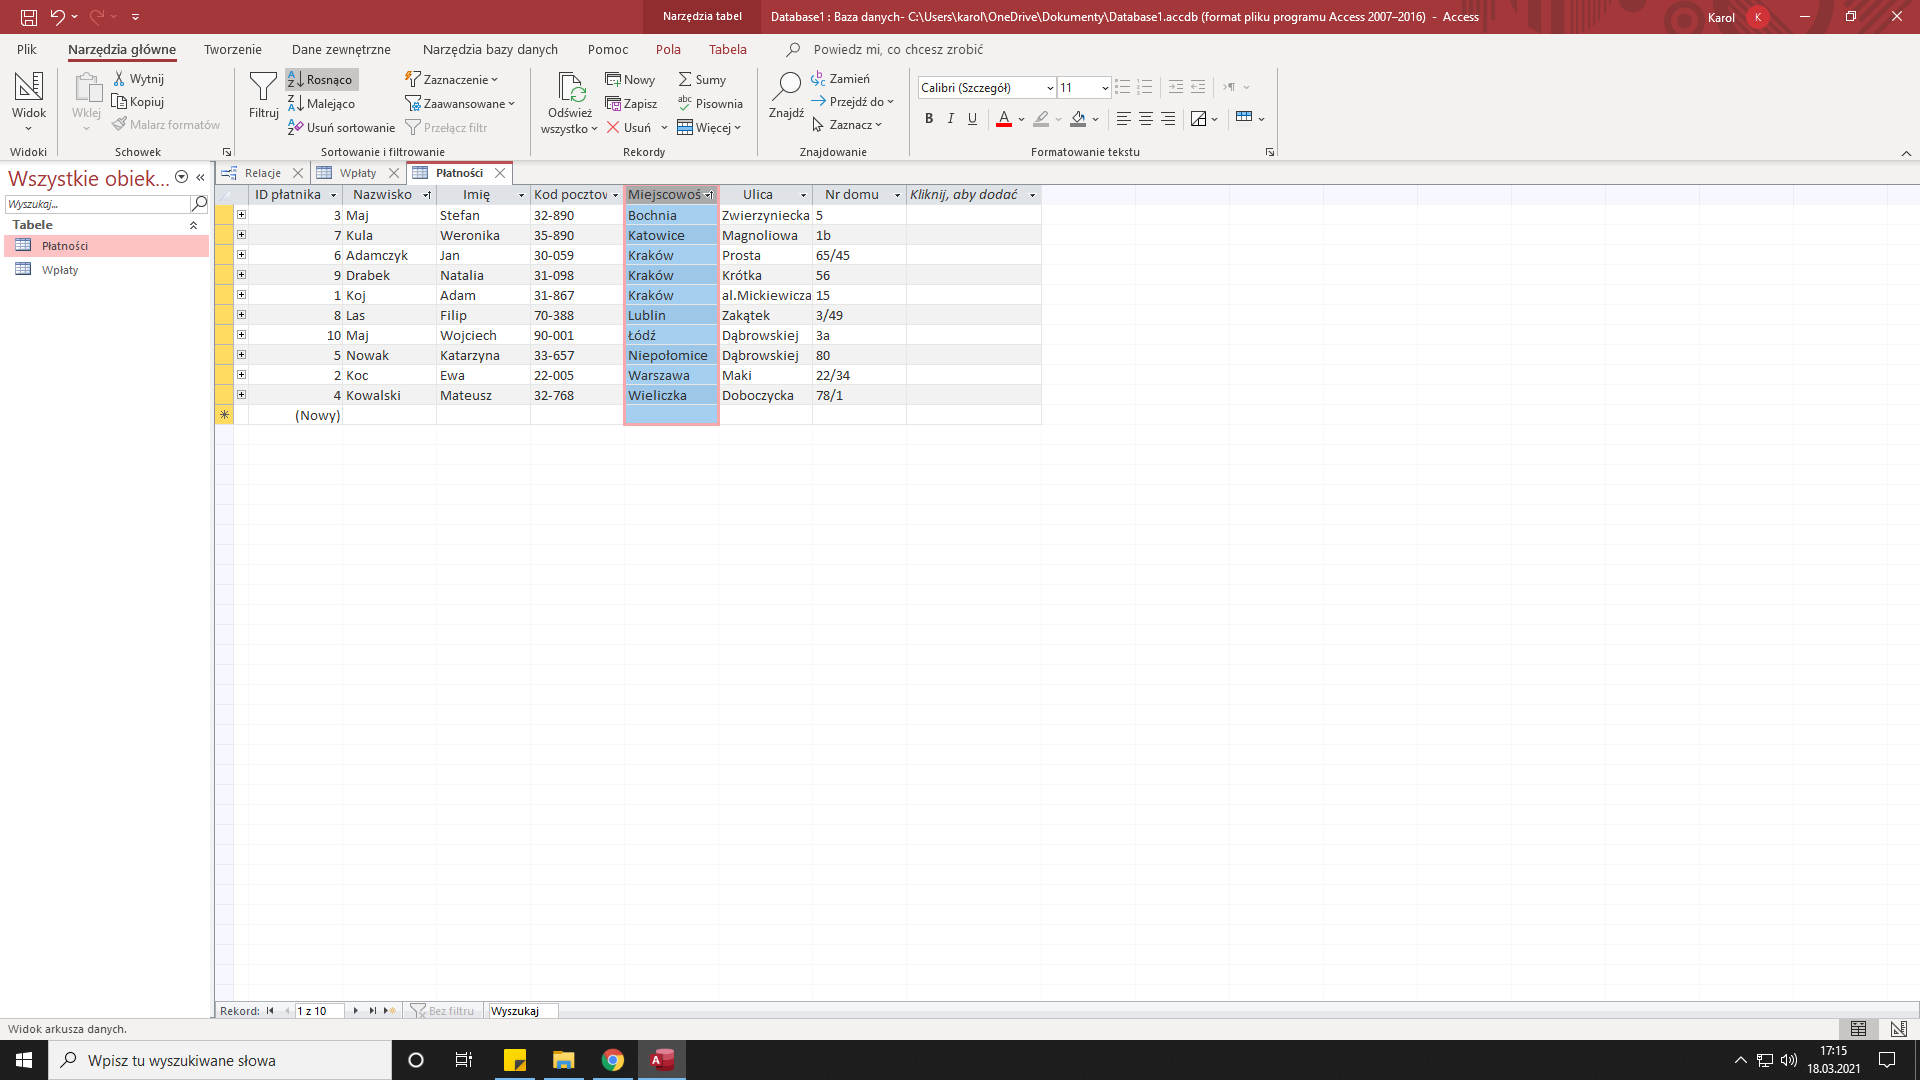 Narzędzia tabel
Database1 : Baza danych- C:\Users\karol\OneDrive\Dokumenty\Database1.accdb (format pliku programu Access 2007–2016) - Access
Karol K
Plik Narzędzia główne Tworzenie Dane zewnętrzne Narzędzia bazy danych Pomoc Pola Tabela Powiedz mi, co chcesz zrobić
Widok
Widoki
Wklej
Wytnij
Kopiuj
Malarz formatów
Schowek
Filtruj
Rosnąco
Malejąco
Usuń sortowanie
Zaznaczenie
Zaawansowane
Przełącz filtr
Sortowanie i filtrowanie
Odśwież
wszystko
Nowy
Zapisz
Usuń
Sumy
Pisownia
Więcej
Rekordy
Znajdź
Zamień
Przejdź do
Zaznacz
Znajdowanie
Calibri (Szczegół) 11
B I U A
Formatowanie tekstu
Wszystkie obiek...
Wyszukaj...
Tabele
Płatności
Wpłaty
Relacje Wpłaty Płatności
ID płatnika Nazwisko Imię Kod pocztow Miejscowoś Ulica Nr domu Kliknij, aby dodać
3 Maj Stefan 32-890 Bochnia Zwierzyniecka 5
7 Kula Weronika 35-890 Katowice Magnoliowa 1b
6 Adamczyk Jan 30-059 Kraków Prosta 65/45
9 Drabek Natalia 31-098 Kraków Krótka 56
1 Koj Adam 31-867 Kraków al.Mickiewicza 15
8 Las Filip 70-388 Lublin Zakątek 3/49
10 Maj Wojciech 90-001 Łódź Dąbrowskiej 3a
5 Nowak Katarzyna 33-657 Niepołomice Dąbrowskiej 80
2 Koc Ewa 22-005 Warszawa Maki 22/34
4 Kowalski Mateusz 32-768 Wieliczka Doboczycka 78/1
(Nowy)
Rekord: 1 z 10 Bez filtru Wyszukaj
Widok arkusza danych.
Wpisz tu wyszukiwane słowa
17:15
18.03.2021